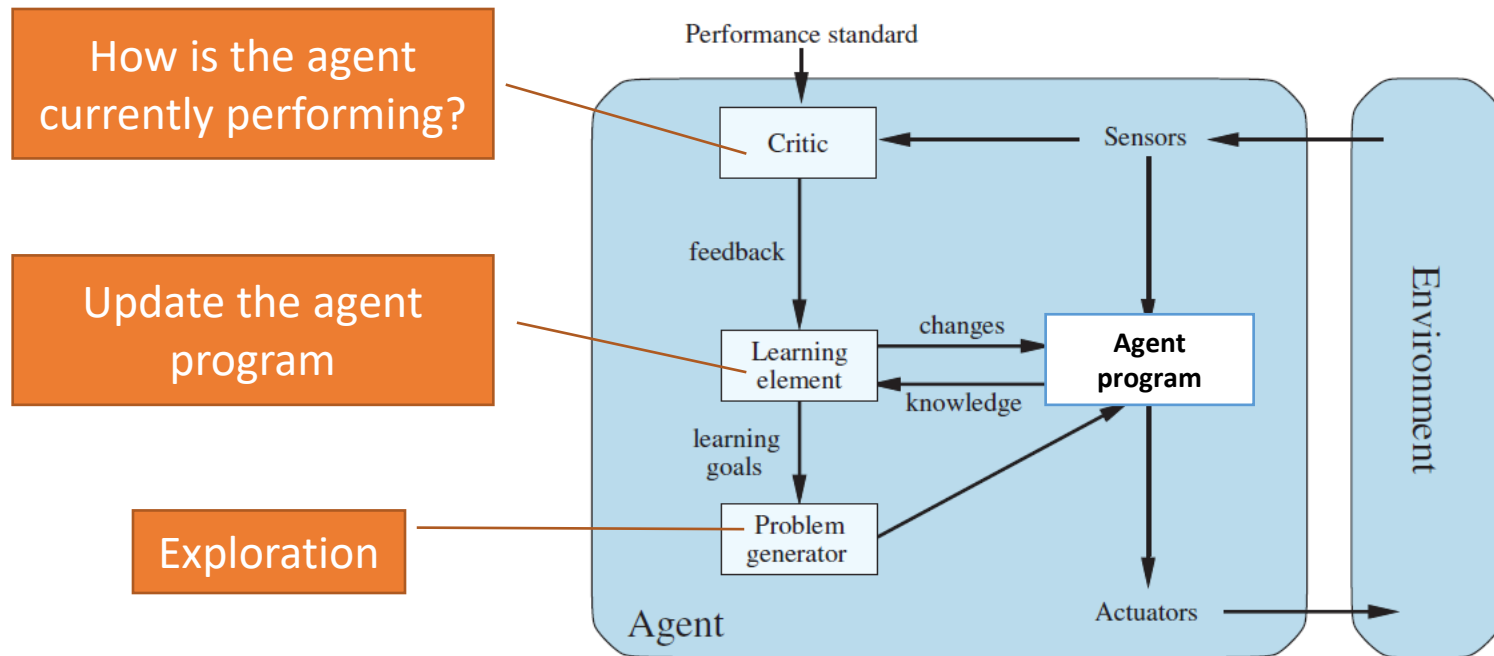 How is the agent
currently performing?
Performance standard
Critic
Sensors
feedback
Update the agent
program
Learning
element
changes
knowledge
Agent
program
Environment
learning
goals
Exploration
Problem
generator
Actuators
Agent